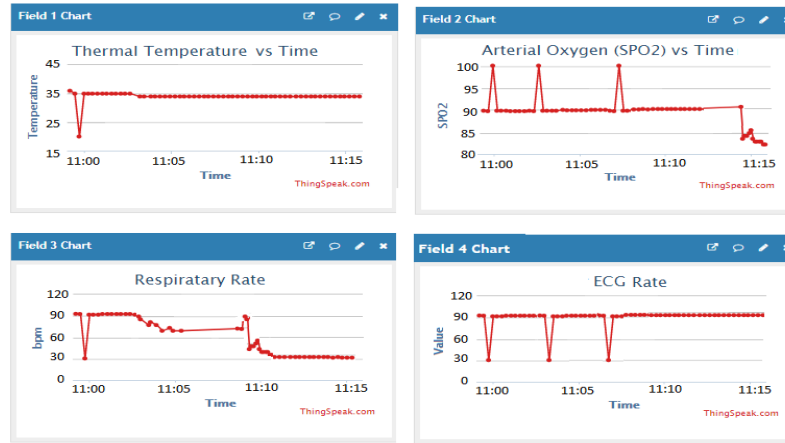 Field 1 Chart
Thermal Temperature vs Time
45
35
25
15
Temperature
11:00 11:05 11:10 11:15
Time
ThingSpeak.com
Field 2 Chart
Arterial Oxygen (SPO2) vs Time
100
95
90
85
80
SPO2
11:00 11:05 11:10 11:15
Time
ThingSpeak.com
Field 3 Chart
Respiratary Rate
120
90
60
30
0
bpm
11:00 11:05 11:10 11:15
Time
ThingSpeak.com
Field 4 Chart
ECG Rate
120
90
60
30
0
Value
11:00 11:05 11:10 11:15
Time
ThingSpeak.com